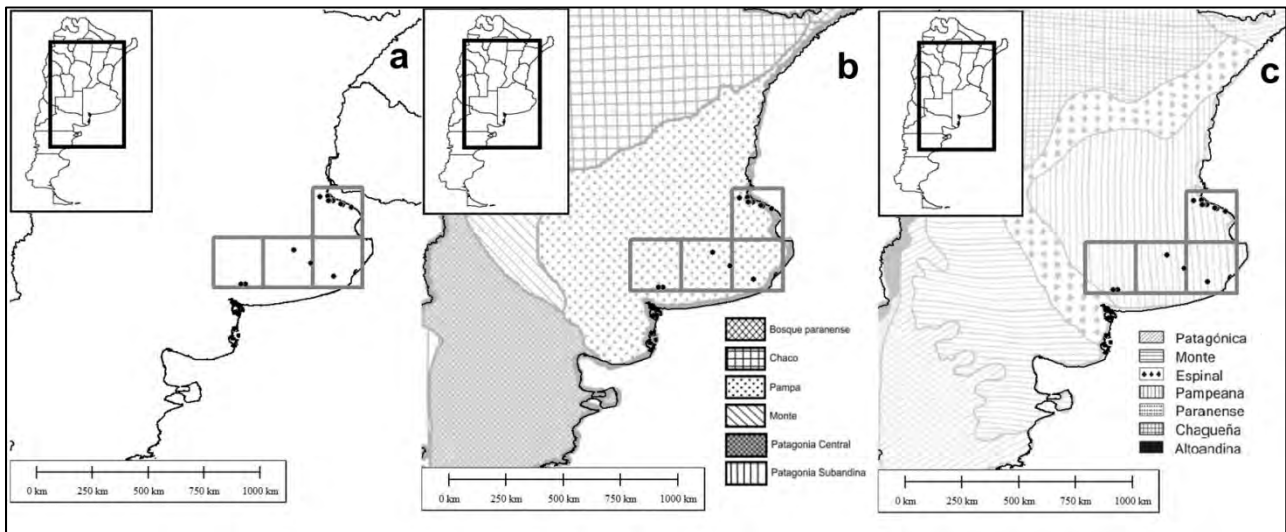 a
b
c
Bosque paranense
Chaco
Pampa
Monte
Patagonia Central
Patagonia Subandina
Patagónica
Monte
Espinal
Pampeana
Paranense
Chagueña
Altoandina
0 km 250 km 500 km 750 km 1000 km
0 km 250 km 500 km 750 km 1000 km
0 km 250 km 500 km 750 km 1000 km